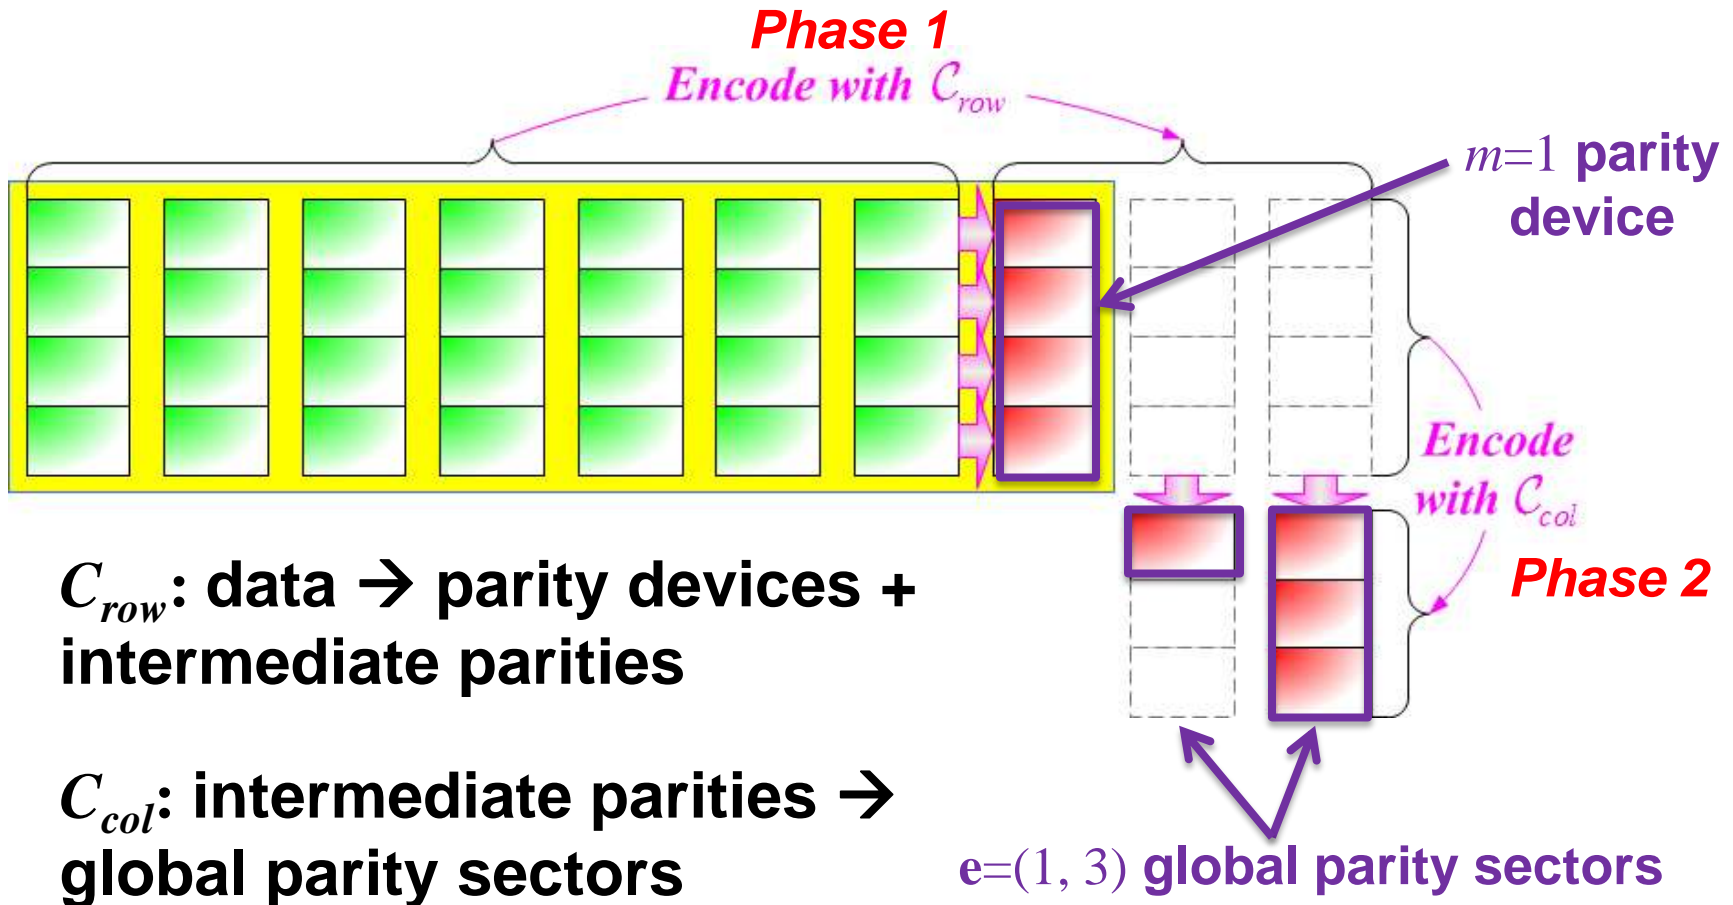 Phase 1
Encode with C_row
m=1 parity
device
Encode
with C_col
Phase 2
C_row: data → parity devices +
intermediate parities
C_col: intermediate parities →
global parity sectors
e=(1, 3) global parity sectors